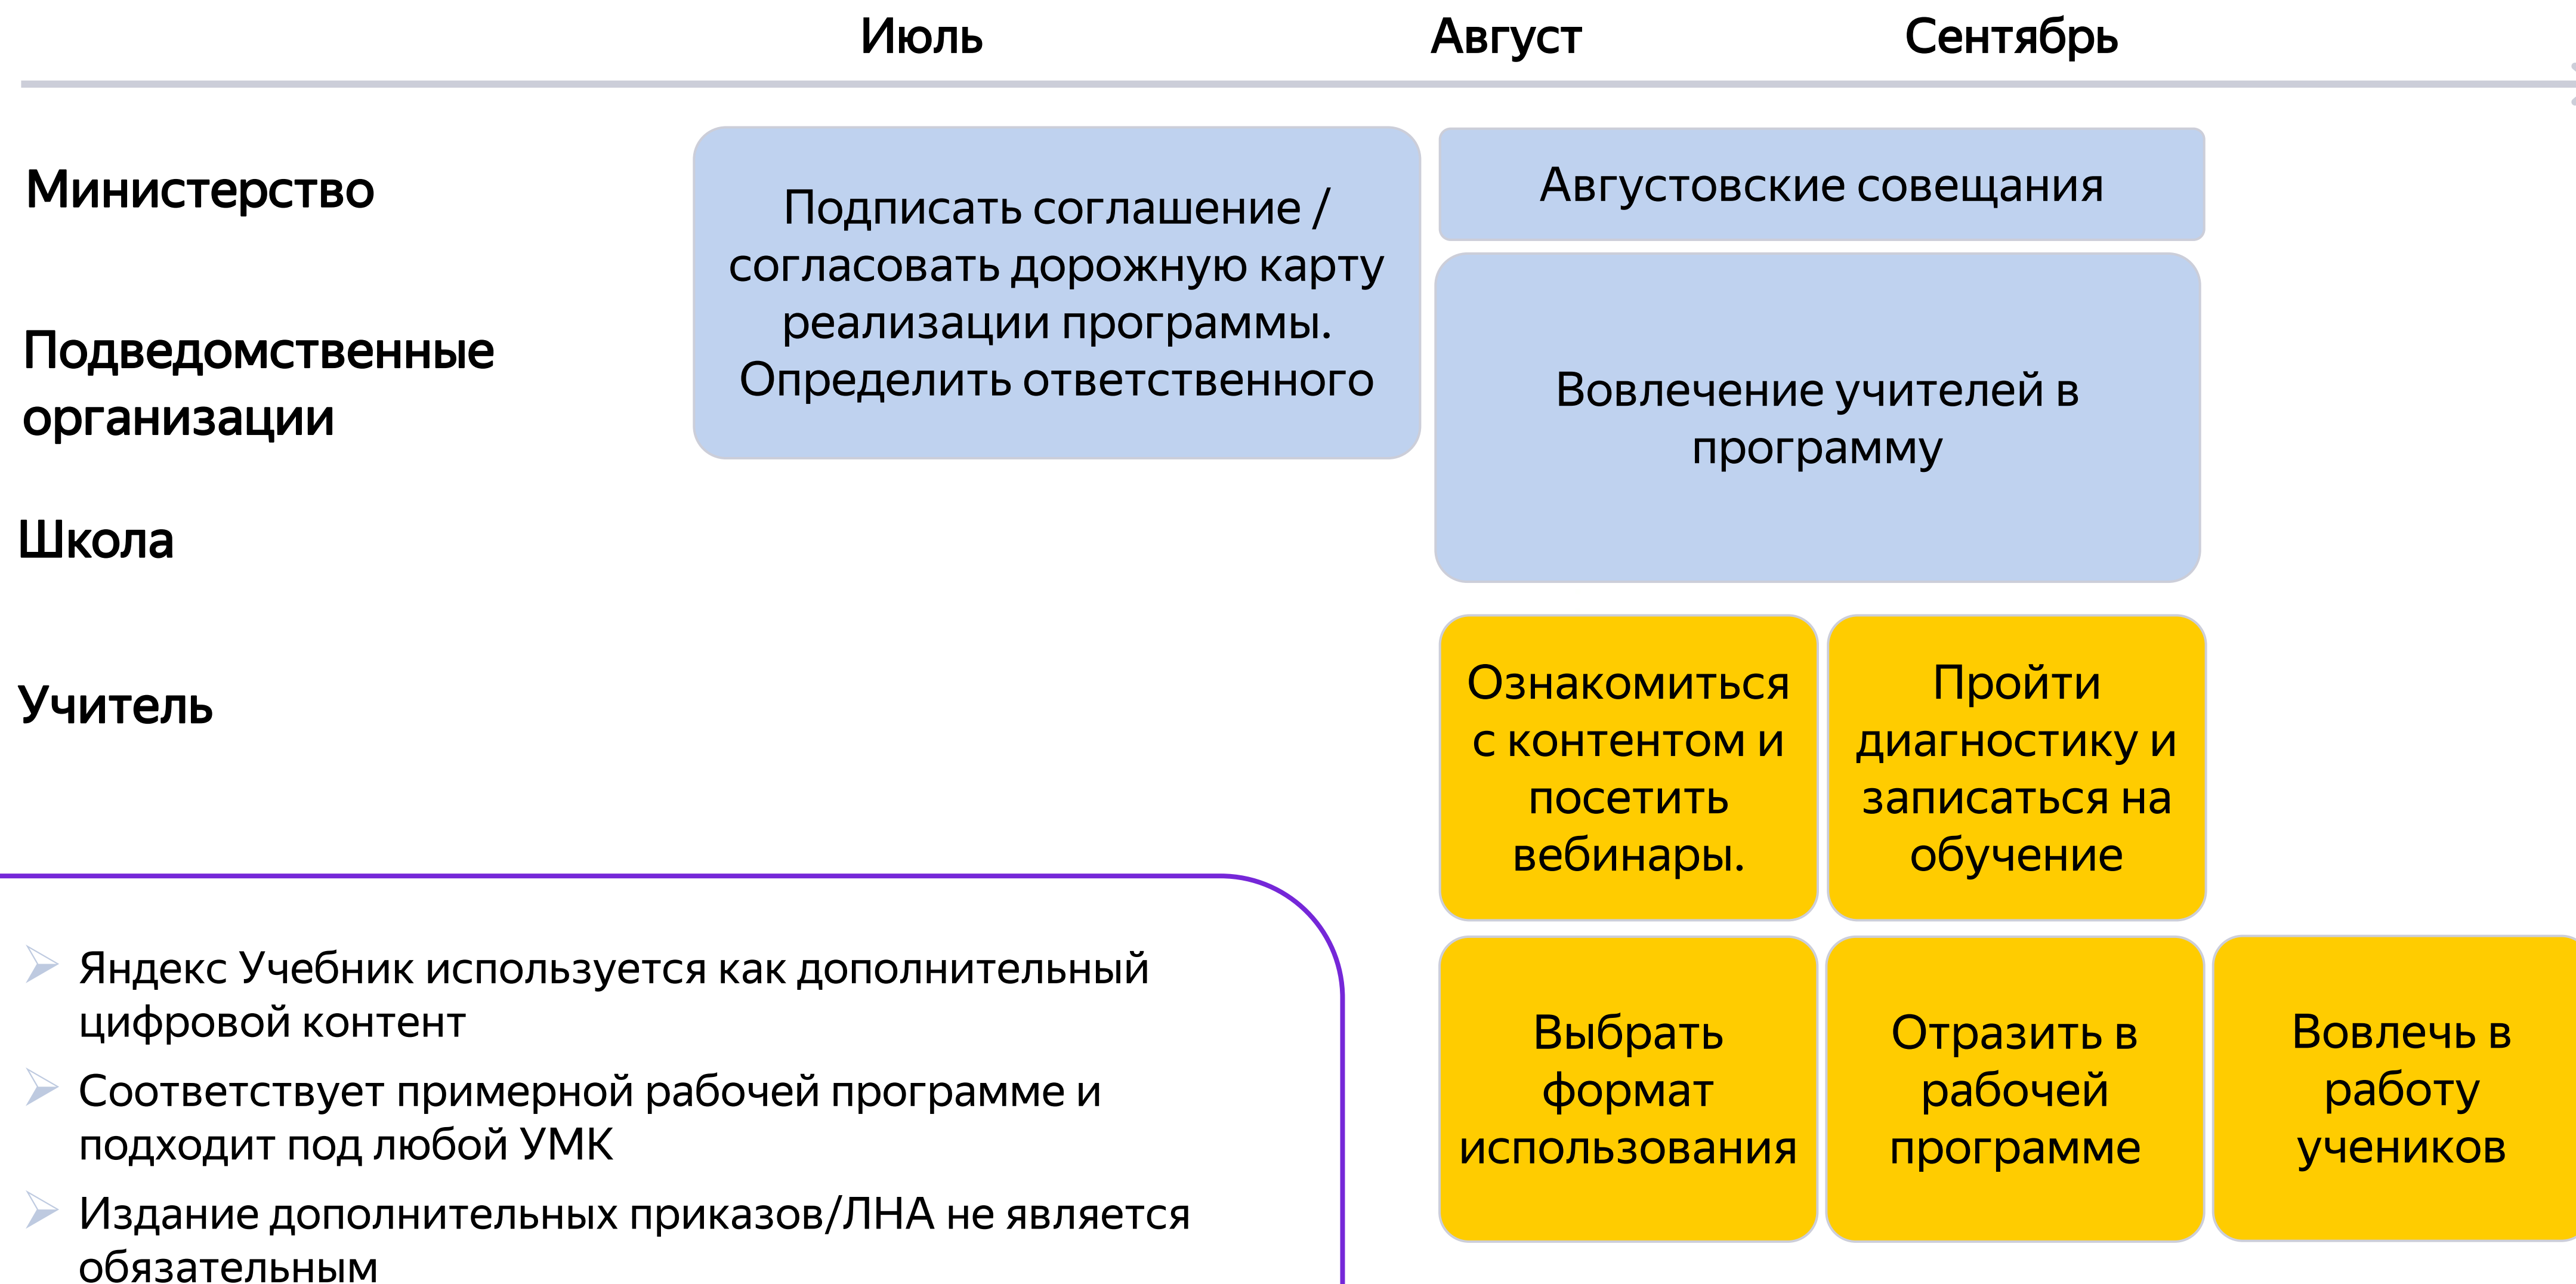 Июль
Август
Сентябрь
Министерство
Подведомственные
организации
Школа
Учитель
Подписать соглашение /
согласовать дорожную карту
реализации программы.
Определить ответственного
Августовские совещания
Вовлечение учителей в
программу
Ознакомиться
с контентом и
посетить
вебинары.
Пройти
диагностику и
записаться на
обучение
Выбрать
формат
использования
Отразить в
рабочей
программе
Вовлечь в
работу
учеников
Яндекс Учебник используется как дополнительный
цифровой контент
Соответствует примерной рабочей программе и
подходит под любой УМК
Издание дополнительных приказов/ЛНА не является
обязательным